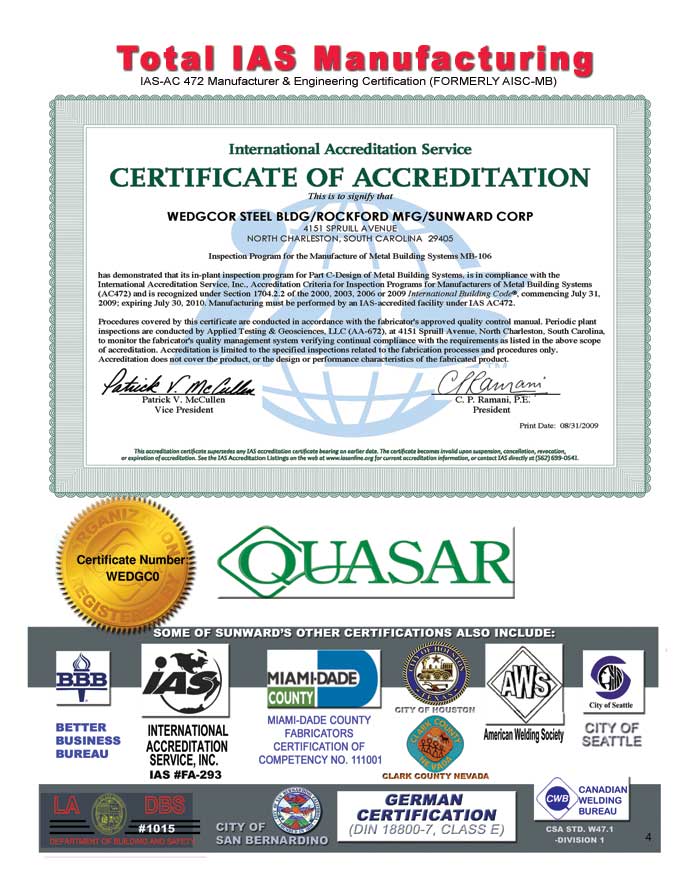 Total IAS Manufacturing
IAS-AC 472 Manufacturer & Engineering Certification (FORMERLY AISC-MB)
International Accreditation Service
CERTIFICATE OF ACCREDITATION
This is to signify that
WEDGCOR STEEL BLDG/ROCKFORD MFG/SUNWARD CORP
4151 SPRUILL AVENUE
NORTH CHARLESTON, SOUTH CAROLINA 29405
Inspection Program for the Manufacture of Metal Building Systems MB-106
has demonstrated that its in-plant inspection program for Part C-Design of Metal Building Systems, is in compliance with the
International Accreditation Service, Inc., Accreditation Criteria for Inspection Programs for Manufacturers of Metal Building Systems
(AC472) and is recognized under Section 1704.2.2 of the 2000, 2003, 2006 or 2009 International Building Code®, commencing July 31,
2009; expiring July 30, 2010. Manufacturing must be performed by an IAS-accredited facility under IAS AC472.
Procedures covered by this certificate are conducted in accordance with the fabricator's approved quality control manual. Periodic plant
inspections are conducted by Applied Testing & Geosciences, LLC (AA-672), at 4151 Spruill Avenue, North Charleston, South Carolina,
to monitor the fabricator's quality management system verifying continual compliance with the requirements as listed in the above scope
of accreditation. Accreditation is limited to the specified inspections related to the fabrication processes and procedures only.
Accreditation does not cover the product, or the design or performance characteristics of the fabricated product.
Patrick V. McCullen
C. P. Ramani
TM
Patrick V. McCullen
C. P. Ramani, P.E.
Vice President
President
Print Date: 08/31/2009
This accreditation certificate supersedes any IAS accreditation certificate bearing an earlier date. The certificate becomes invalid upon suspension, cancellation, revocation,
or expiration of accreditation. See the IAS Accreditation Listings on the web at www.iasonline.org for current accreditation information, or contact IAS directly at (562) 699-0541.
ORGANIZATION
Certificate Number:
WEDGC0
REGISTERED
QUASAR
SOME OF SUNWARD'S OTHER CERTIFICATIONS ALSO INCLUDE:
BBB
BETTER
BUSINESS
BUREAU
IAS
INTERNATIONAL
ACCREDITATION
SERVICE, INC.
IAS #FA-293
MIAMI-DADE
COUNTY
MIAMI-DADE COUNTY
FABRICATORS
CERTIFICATION OF
COMPETENCY NO. 111001
CITY OF HOUSTON
TEXAS
CITY OF HOUSTON
CLARK COUNTY
NEVADA
CLARK COUNTY NEVADA
AWS
American Welding Society
City of Seattle
CITY OF
SEATTLE
LA DBS
#1015
DEPARTMENT OF BUILDING AND SAFETY
CITY OF
SAN BERNARDINO
GERMAN
CERTIFICATION
(DIN 18800-7, CLASS E)
CWB
CANADIAN
WELDING
BUREAU
CSA STD. W47.1
-DIVISION 1
4